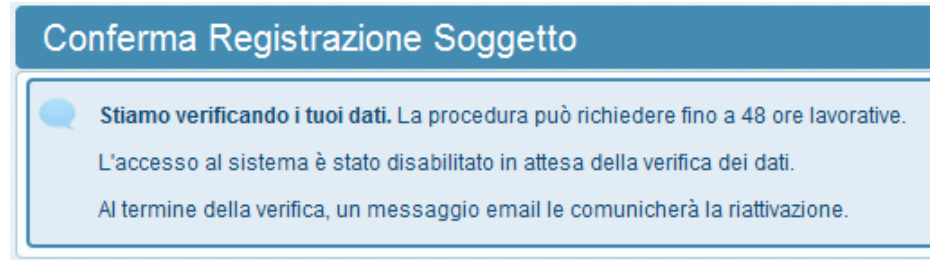 Conferma Registrazione Soggetto
Stiamo verificando i tuoi dati. La procedura può richiedere fino a 48 ore lavorative.
L'accesso al sistema è stato disabilitato in attesa della verifica dei dati.
Al termine della verifica, un messaggio email le comunicherà la riattivazione.